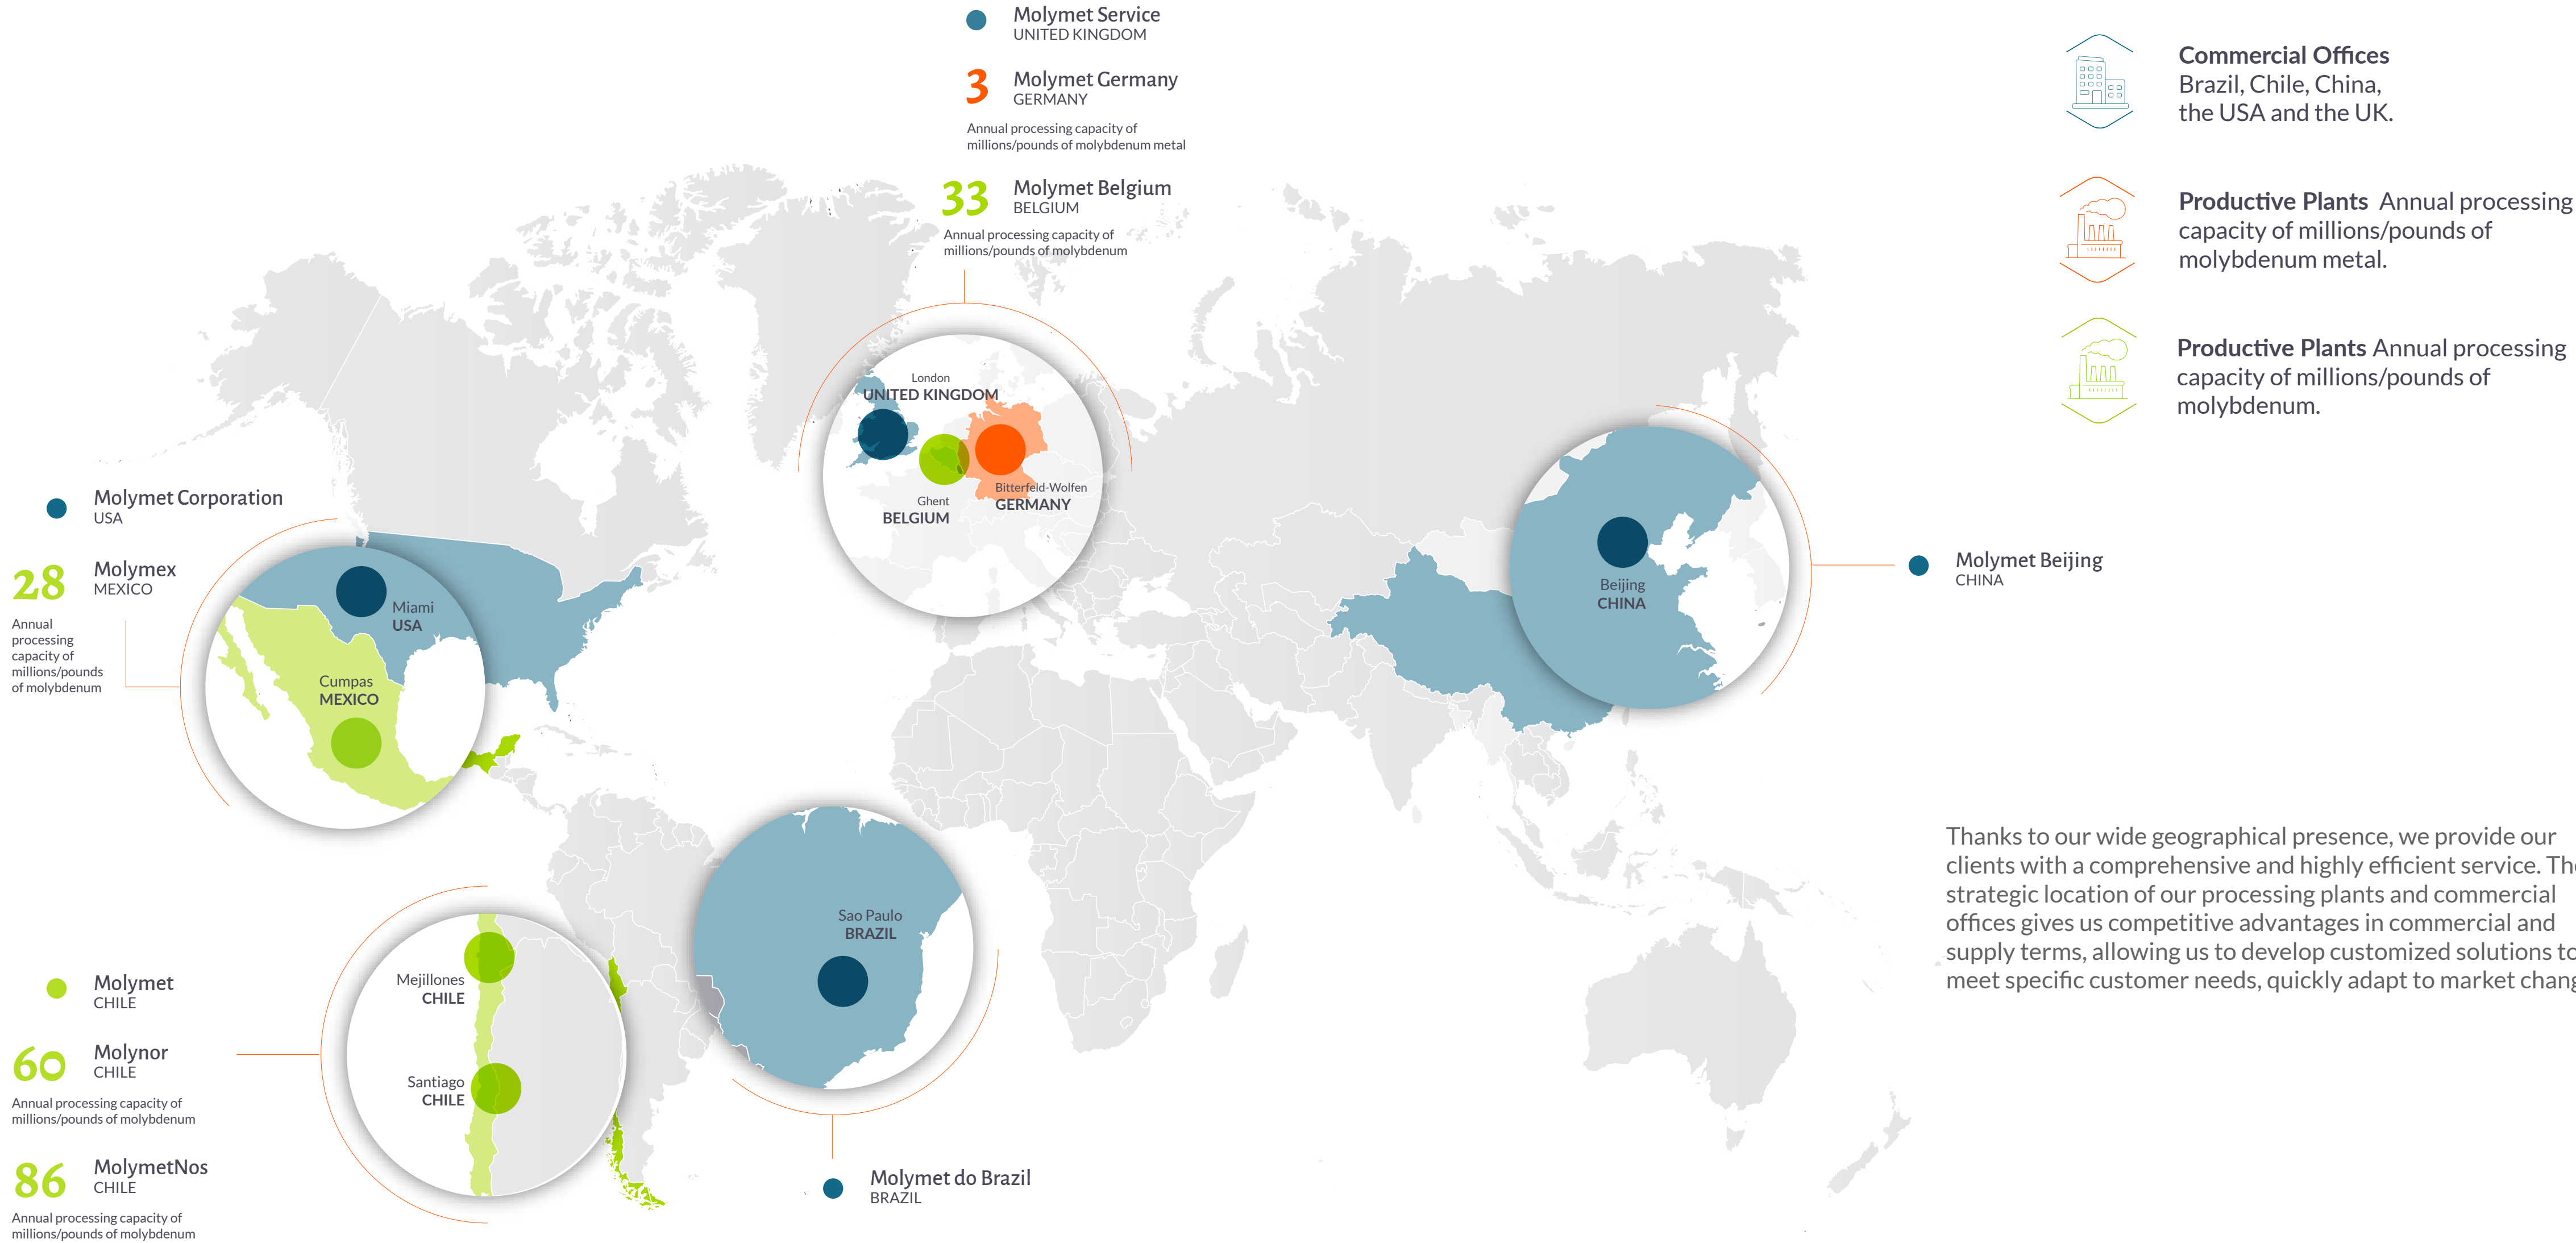 Molymet Service
UNITED KINGDOM
3
Molymet Germany
GERMANY
Annual processing capacity of
millions/pounds of molybdenum metal
33
Molymet Belgium
BELGIUM
Annual processing capacity of
millions/pounds of molybdenum
Commercial Offices
Brazil, Chile, China,
the USA and the UK.
Productive Plants Annual processing
capacity of millions/pounds of
molybdenum metal.
Productive Plants Annual processing
capacity of millions/pounds of
molybdenum.
London
UNITED KINGDOM
Ghent
BELGIUM
Bitterfeld-Wolfen
GERMANY
Molymet Corporation
USA
28
Molymex
MEXICO
Annual
processing
capacity of
millions/pounds
of molybdenum
Miami
USA
Cumpas
MEXICO
Beijing
CHINA
Molymet Beijing
CHINA
Thanks to our wide geographical presence, we provide our
clients with a comprehensive and highly efficient service.
strategic location of our processing plants and commercial
offices gives us competitive advantages in commercial and
supply terms, allowing us to develop customized solutions to
meet specific customer needs, quickly adapt to market
Sao Paulo
BRAZIL
Molymet do Brazil
BRAZIL
Molymet
CHILE
60
Molynor
CHILE
Annual processing capacity of
millions/pounds of molybdenum
86
MolymetNos
CHILE
Annual processing capacity of
millions/pounds of molybdenum
Mejillones
CHILE
Santiago
CHILE